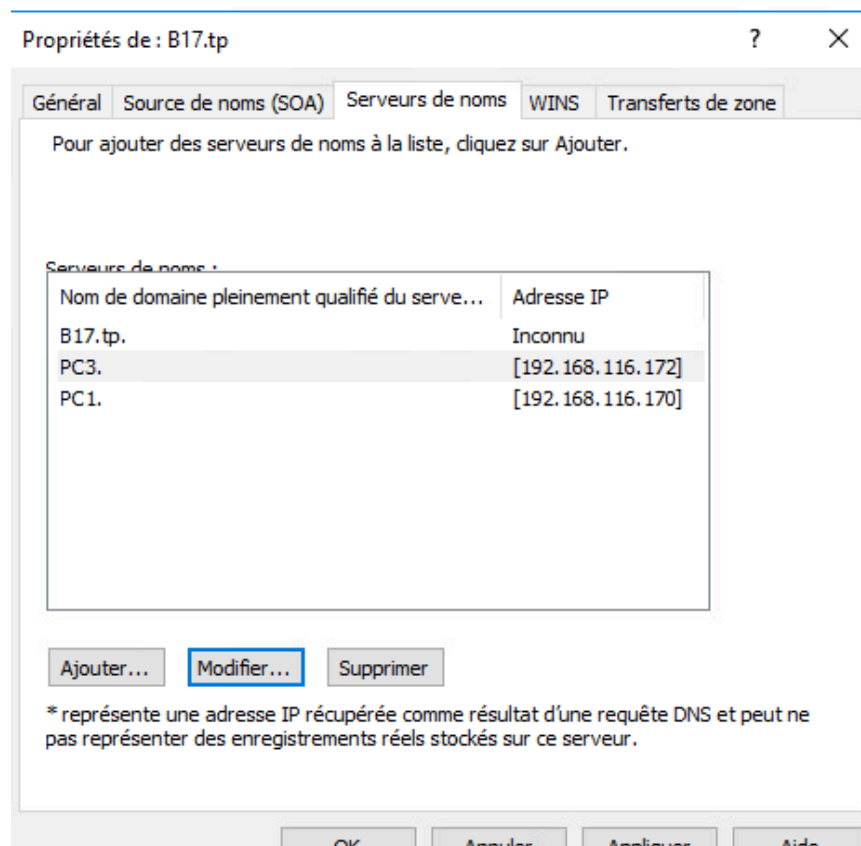 Propriétés de : B17.tp ? ✕
Général Source de noms (SOA) Serveurs de noms WINS Transferts de zone
Pour ajouter des serveurs de noms à la liste, cliquez sur Ajouter.
Serveurs de noms :
Nom de domaine pleinement qualifié du serve... Adresse IP
B17.tp. Inconnu
PC3. [192.168.116.172]
PC1. [192.168.116.170]
Ajouter... Modifier... Supprimer
* représente une adresse IP récupérée comme résultat d'une requête DNS et peut ne
pas représenter des enregistrements réels stockés sur ce serveur.
OK Annuler Appliquer Aide